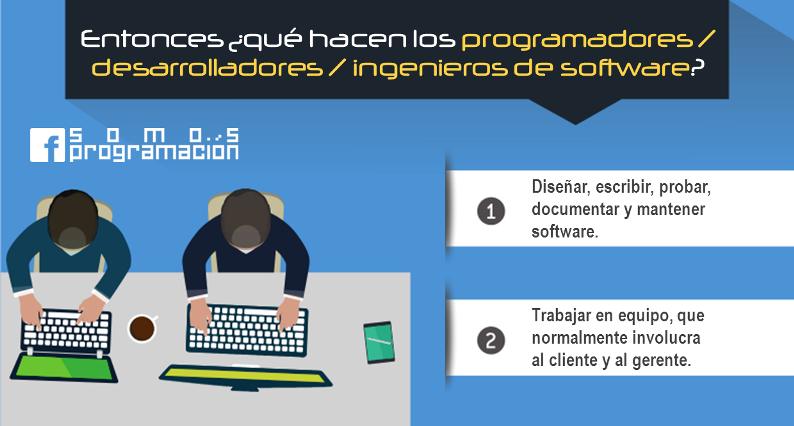 Entonces ¿qué hacen los programadores /
desarrolladores / ingenieros de software?
f
somos
programación
1
Diseñar, escribir, probar,
documentar y mantener
software.
2
Trabajar en equipo, que
normalmente involucra
al cliente y al gerente.